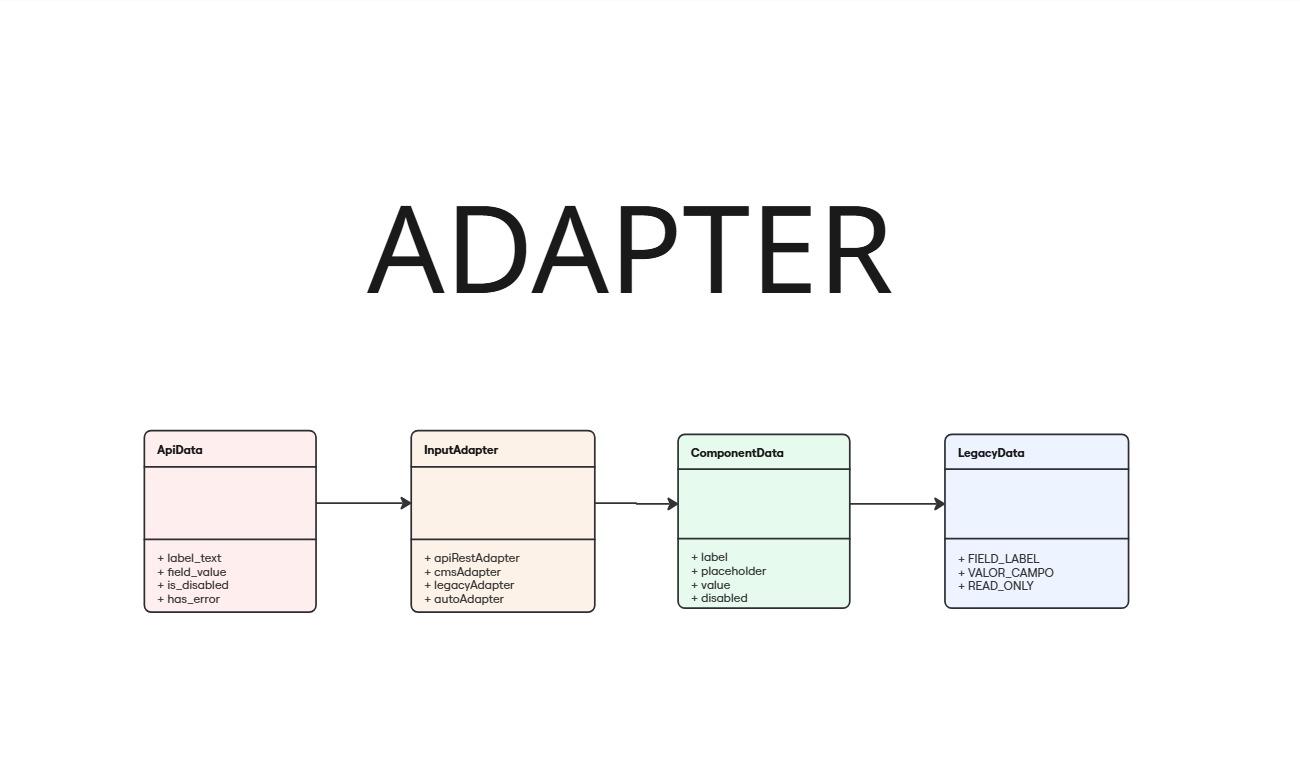 ADAPTER
ApiData
+ label_text
+ field_value
+ is_disabled
+ has_error
InputAdapter
+ apiRestAdapter
+ cmsAdapter
+ legacyAdapter
+ autoAdapter
ComponentData
+ label
+ placeholder
+ value
+ disabled
LegacyData
+ FIELD_LABEL
+ VALOR_CAMPO
+ READ_ONLY